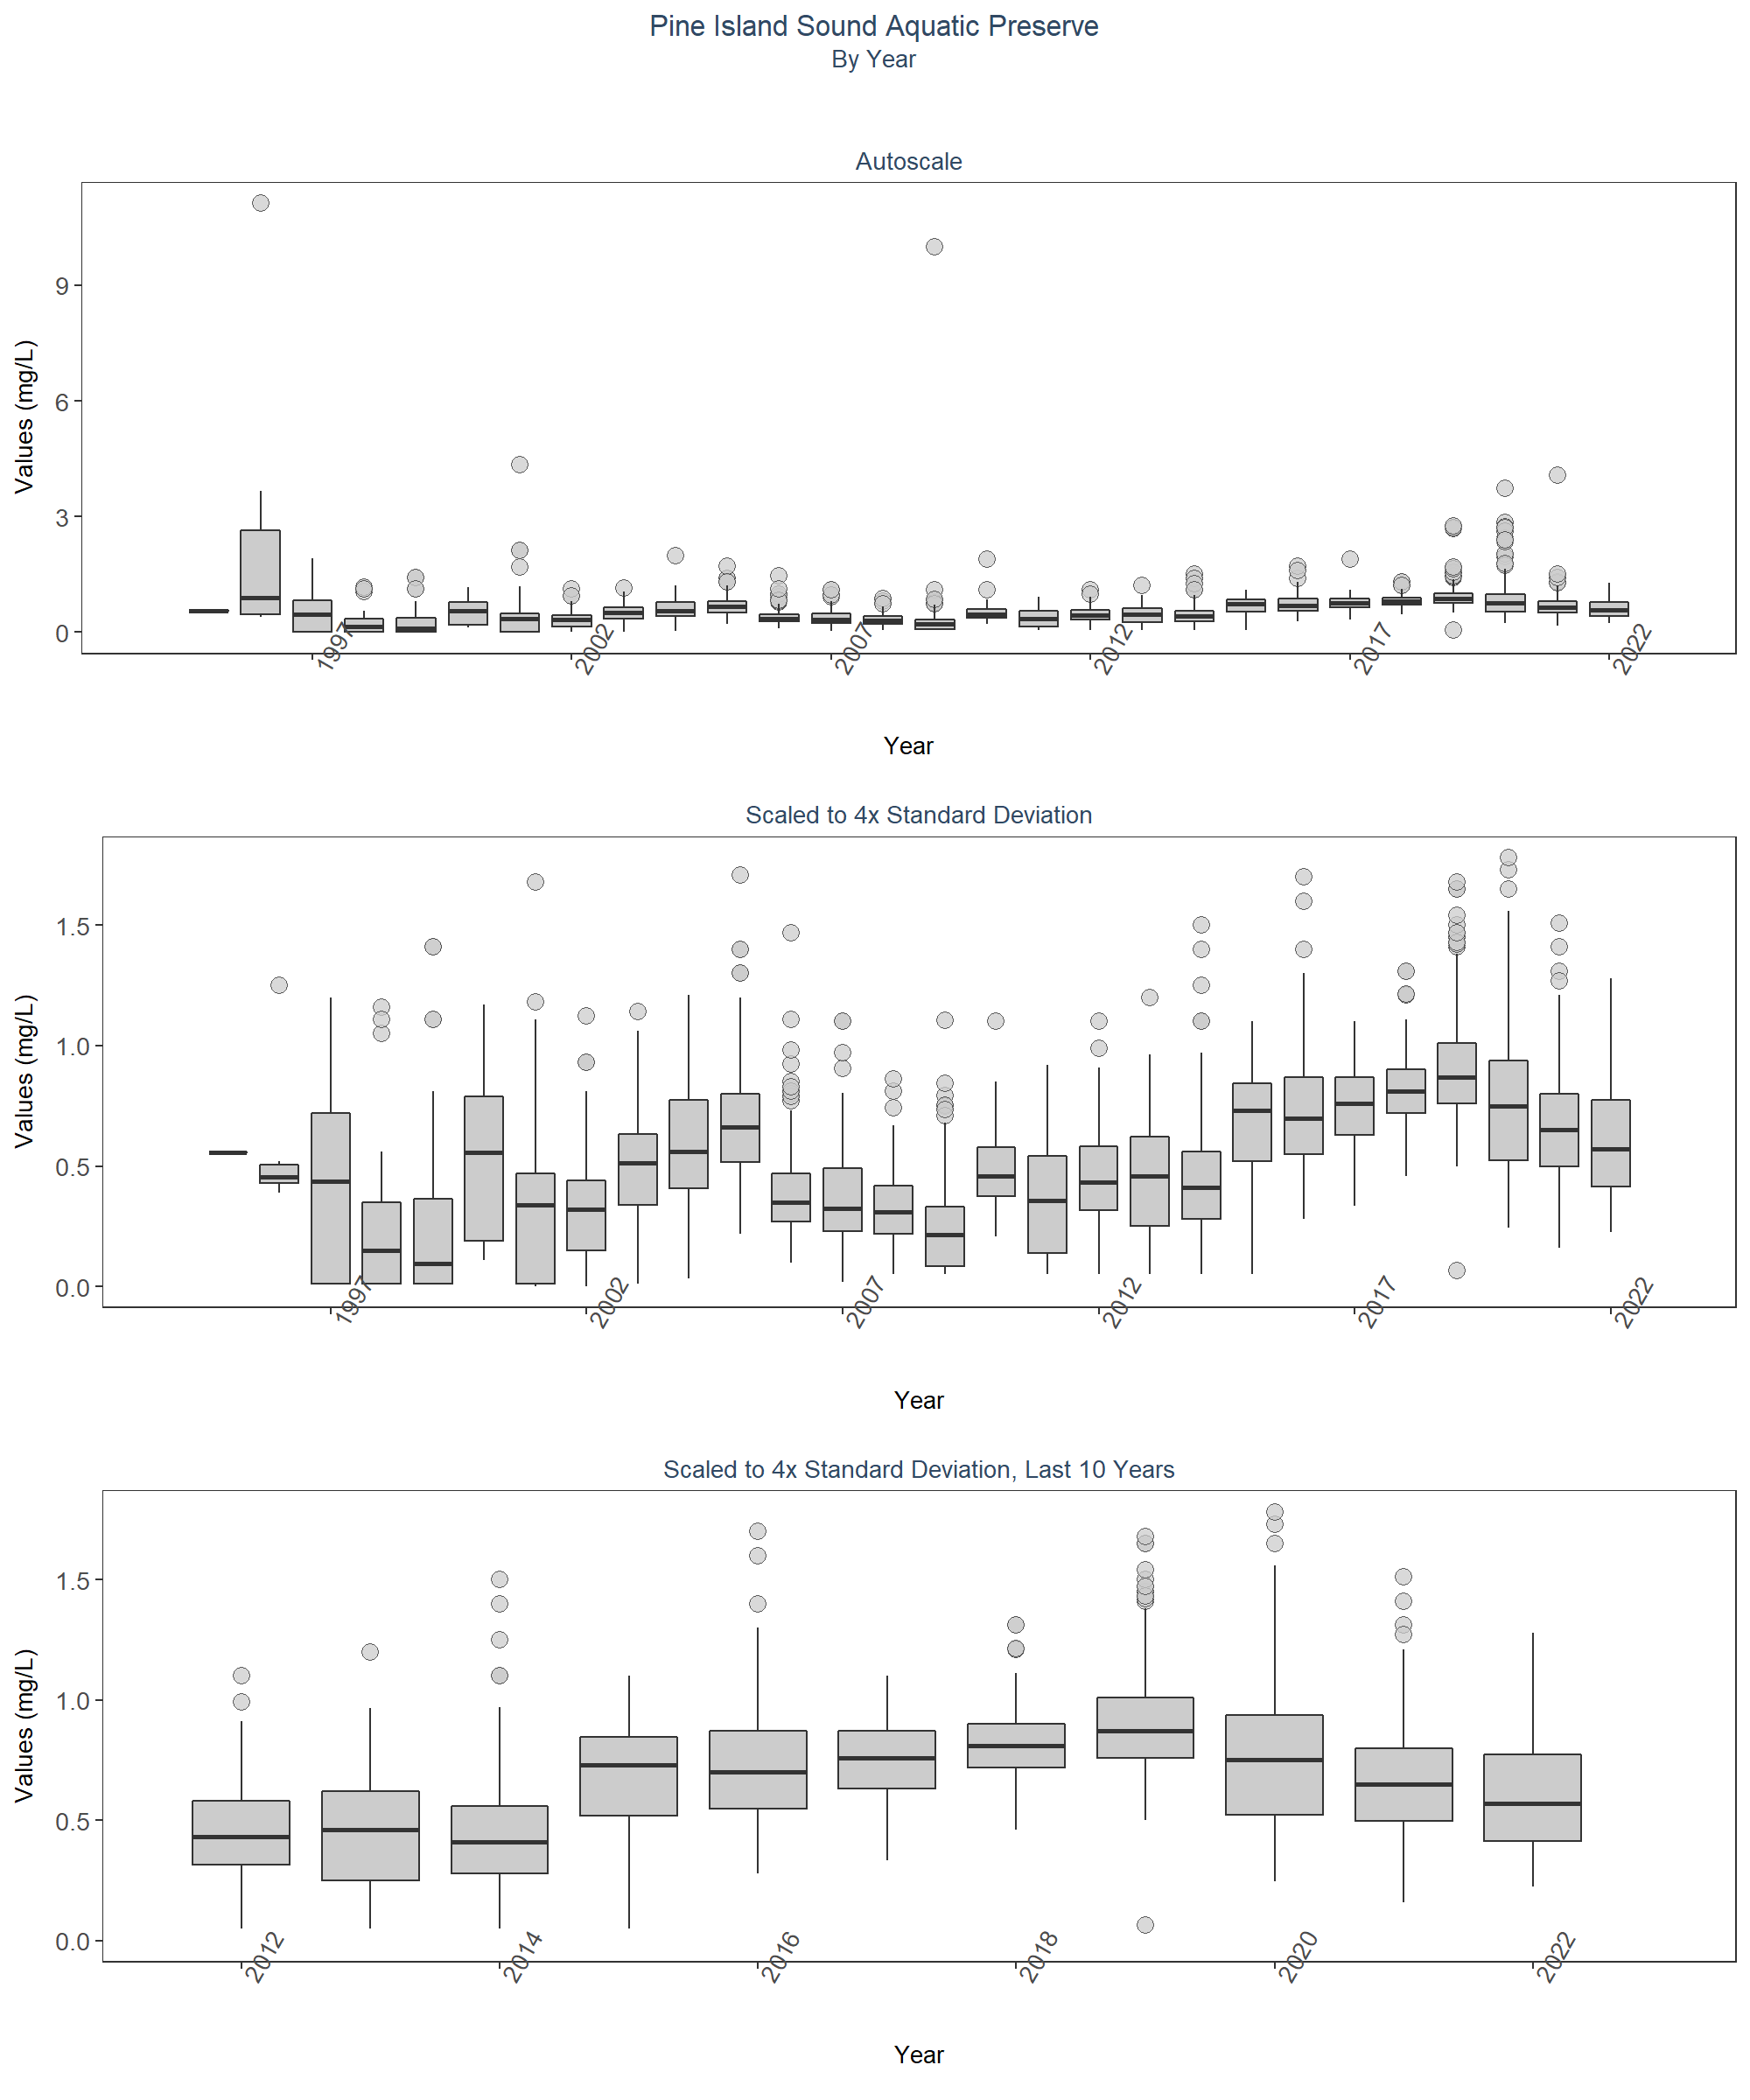 Pine Island Sound Aquatic Preserve
By Year
Autoscale
Values (mg/L)
9
6
3
0
1997
2002
2007
2012
2017
2022
Year
Scaled to 4x Standard Deviation
Values (mg/L)
1.5
1.0
0.5
0.0
1997
2002
2007
2012
2017
2022
Year
Scaled to 4x Standard Deviation, Last 10 Years
Values (mg/L)
1.5
1.0
0.5
0.0
2012
2014
2016
2018
2020
2022
Year